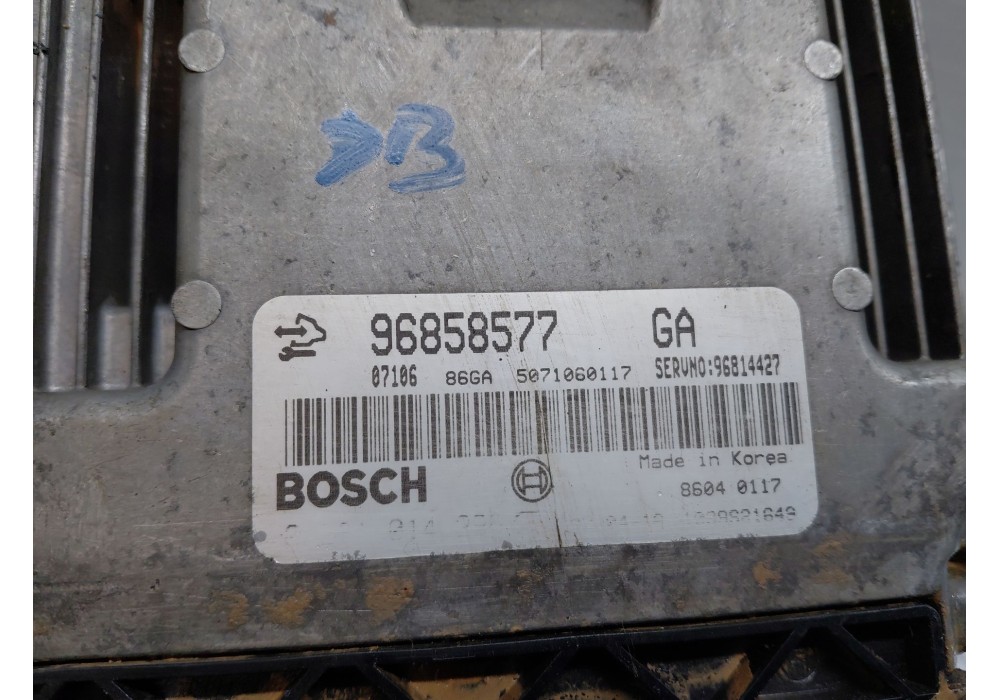 B
96858577 GA
07106 86GA 5071060117 SERVNO:96814427
Made in Korea
BOSCH
8604 0117